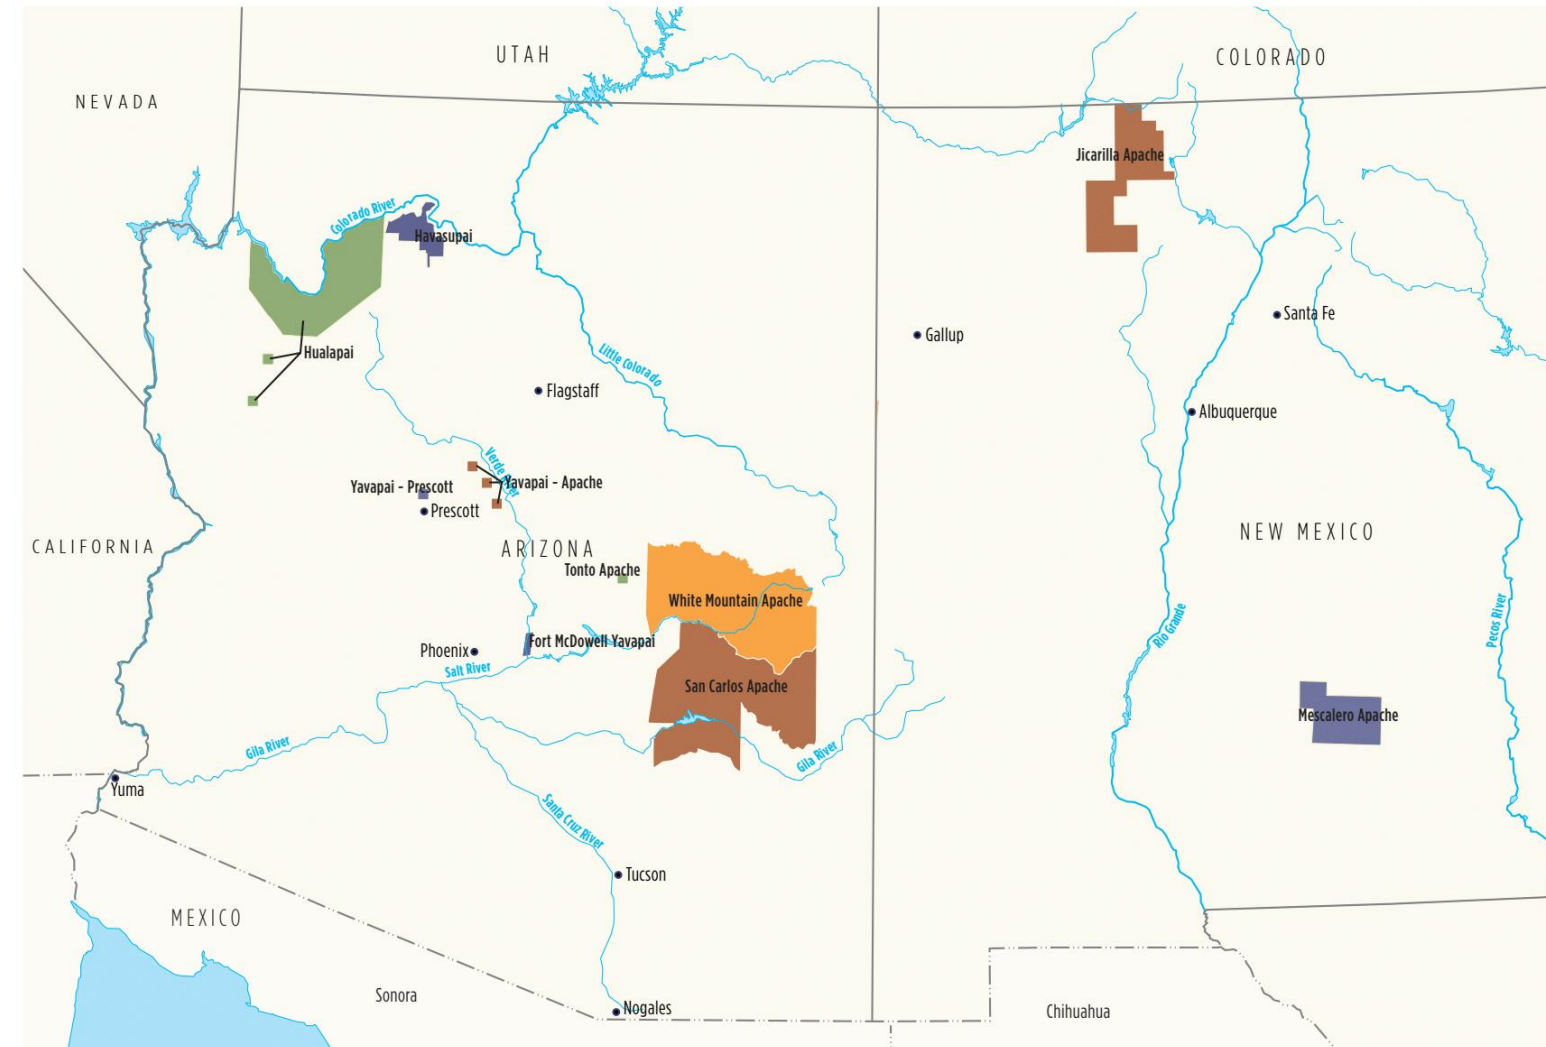 UTAH
COLORADO
NEVADA
Jicarilla Apache
Colorado River
Havasupai
Santa Fe
Gallup
Hualapai
Little Colorado
Flagstaff
Albuquerque
Verde River
Yavapai - Prescott
Yavapai - Apache
Prescott
NEW MEXICO
CALIFORNIA
ARIZONA
Tonto Apache
White Mountain Apache
Rio Grande
Pecos River
Fort McDowell Yavapai
Phoenix
Salt River
San Carlos Apache
Mescalero Apache
Gila River
Gila River
Yuma
Santa Cruz River
Tucson
MEXICO
Sonora
Nogales
Chihuahua